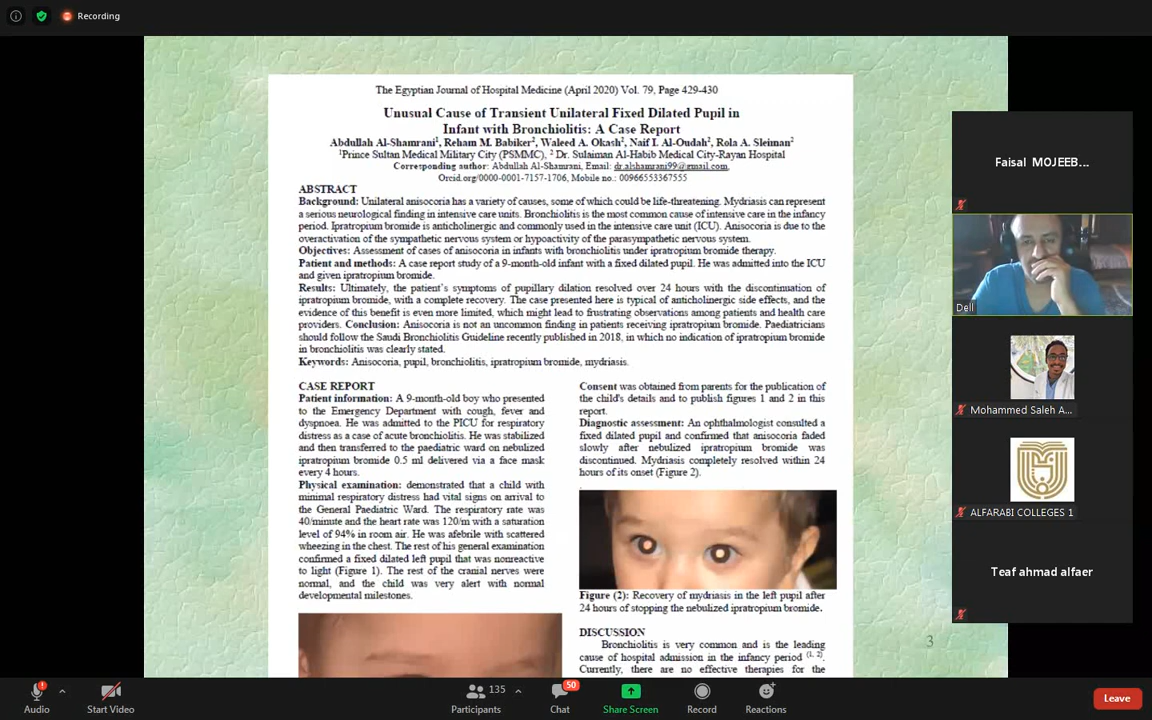 Recording
The Egyptian Journal of Hospital Medicine (April 2020) Vol. 79, Page 429-430
Unusual Cause of Transient Unilateral Fixed Dilated Pupil in
Infant with Bronchiolitis: A Case Report
Abdullah Al-Shamrani¹, Reham M. Babiker², Waleed A. Okash², Naif I. Al-Oudah², Rola A. Sleiman²
¹Prince Sultan Medical Military City (PSMMC), ² Dr. Sulaiman Al-Habib Medical City-Rayan Hospital
Corresponding author: Abdullah Al-Shamrani, Email: dr.alshamrani99@gmail.com,
Orcid.org/0000-0001-7157-1706, Mobile no.: 00966553367555
ABSTRACT
Background: Unilateral anisocoria has a variety of causes, some of which could be life-threatening. Mydriasis can represent
a serious neurological finding in intensive care units. Bronchiolitis is the most common cause of intensive care in the infancy
period. Ipratropium bromide is anticholinergic and commonly used in the intensive care unit (ICU). Anisocoria is due to the
overactivation of the sympathetic nervous system or hypoactivity of the parasympathetic nervous system.
Objectives: Assessment of cases of anisocoria in infants with bronchiolitis under ipratropium bromide therapy.
Patient and methods: A case report study of a 9-month-old infant with a fixed dilated pupil. He was admitted into the ICU
and given ipratropium bromide.
Results: Ultimately, the patient's symptoms of pupillary dilation resolved over 24 hours with the discontinuation of
ipratropium bromide, with a complete recovery. The case presented here is typical of anticholinergic side effects, and the
evidence of this benefit is even more limited, which might lead to frustrating observations among patients and health care
providers. Conclusion: Anisocoria is not an uncommon finding in patients receiving ipratropium bromide. Paediatricians
should follow the Saudi Bronchiolitis Guideline recently published in 2018, in which no indication of ipratropium bromide
in bronchiolitis was clearly stated.
Keywords: Anisocoria, pupil, bronchiolitis, ipratropium bromide, mydriasis.
CASE REPORT
Patient information: A 9-month-old boy who presented
to the Emergency Department with cough, fever and
dyspnoea. He was admitted to the PICU for respiratory
distress as a case of acute bronchiolitis. He was stabilized
and then transferred to the paediatric ward on nebulized
ipratropium bromide 0.5 ml delivered via a face mask
every 4 hours.
Physical examination: demonstrated that a child with
minimal respiratory distress had vital signs on arrival to
the General Paediatric Ward. The respiratory rate was
40/minute and the heart rate was 120/m with a saturation
level of 94% in room air. He was afebrile with scattered
wheezing in the chest. The rest of his general examination
confirmed a fixed dilated left pupil that was nonreactive
to light (Figure 1). The rest of the cranial nerves were
normal, and the child was very alert with normal
developmental milestones.
Consent was obtained from parents for the publication of
the child's details and to publish figures 1 and 2 in this
report.
Diagnostic assessment: An ophthalmologist consulted a
fixed dilated pupil and confirmed that anisocoria faded
slowly after nebulized ipratropium bromide was
discontinued. Mydriasis completely resolved within 24
hours of its onset (Figure 2).
Figure (2): Recovery of mydriasis in the left pupil after
24 hours of stopping the nebulized ipratropium bromide.
DISCUSSION
Bronchiolitis is very common and is the leading
cause of hospital admission in the infancy period (1, 2).
Currently, there are no effective therapies for the
3
Faisal MOJEEB...
Dell
Mohammed Saleh A...
ALFARABI COLLEGES 1
Teaf ahmad alfaer
Audio
Start Video
135
Participants
50
Chat
Share Screen
Record
Reactions
Leave